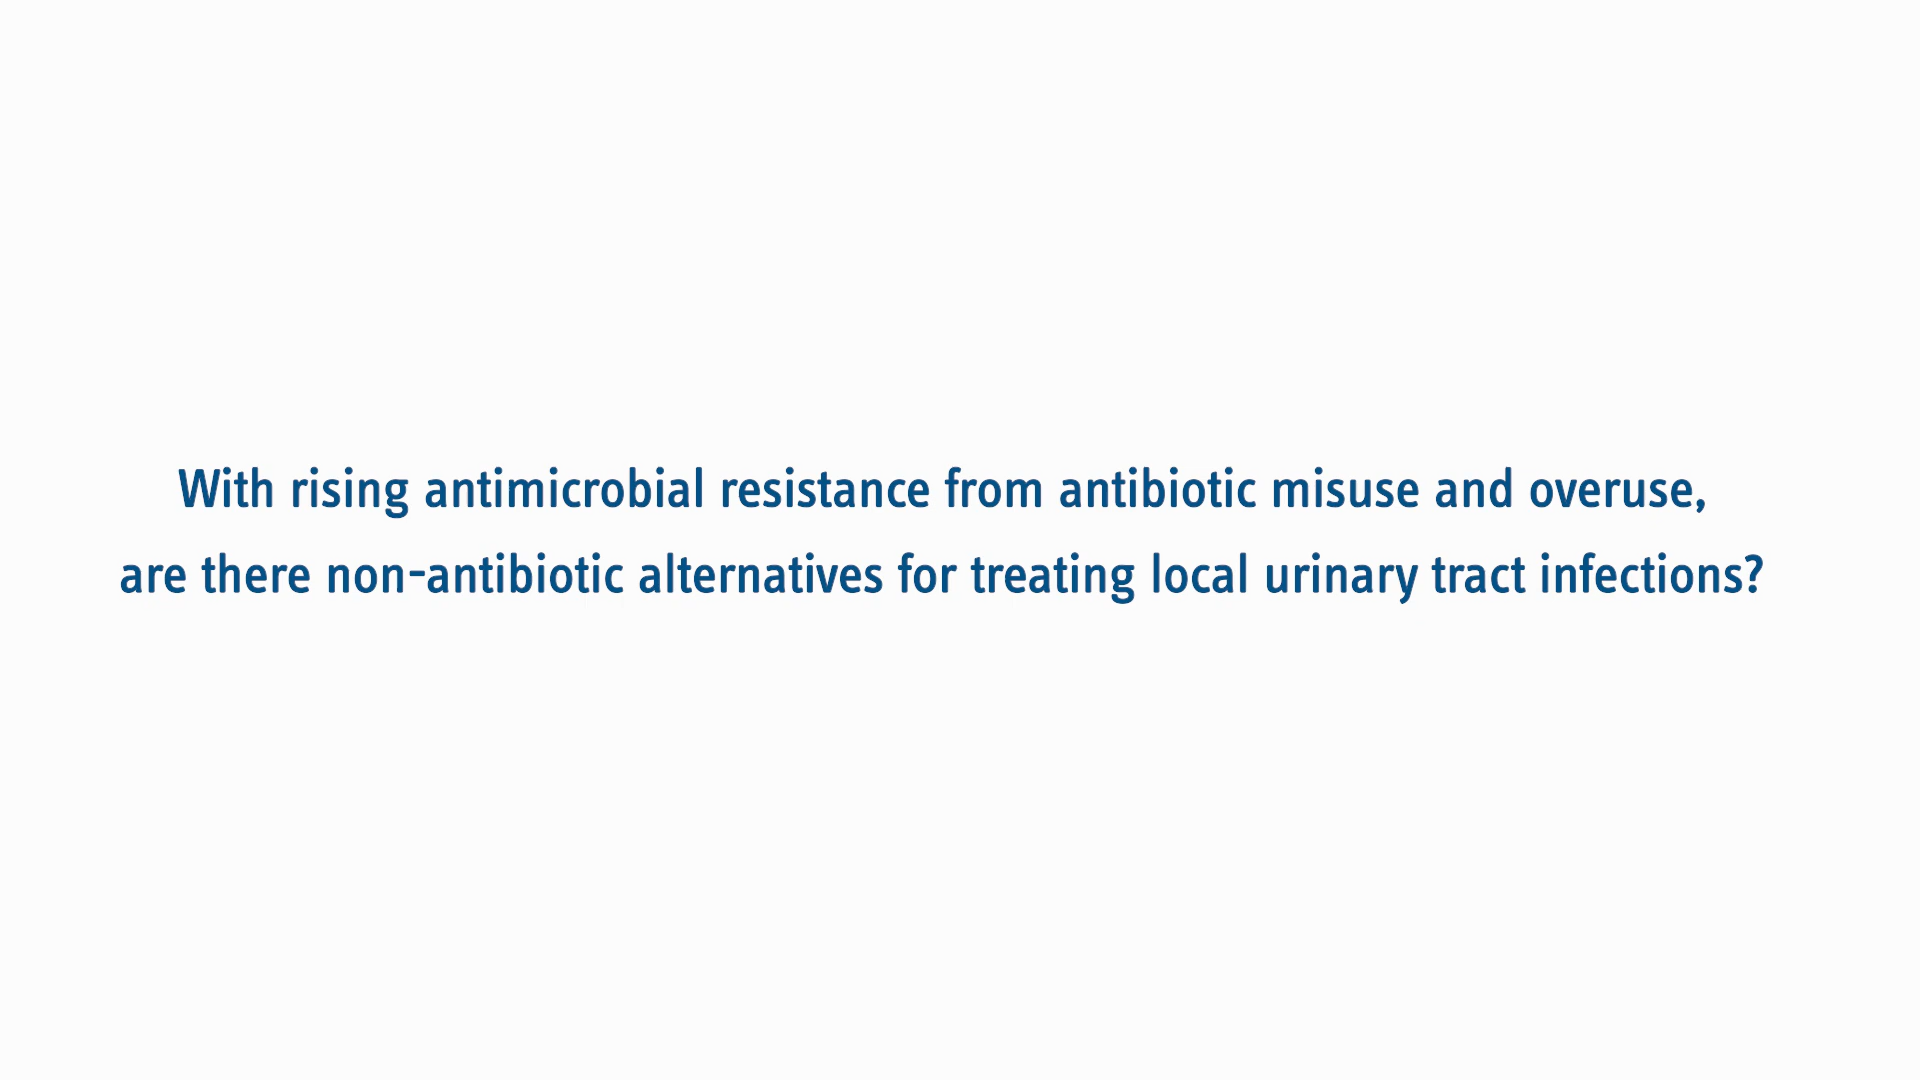 With rising antimicrobial resistance from antibiotic misuse and overuse,
are there non-antibiotic alternatives for treating local urinary tract infections?